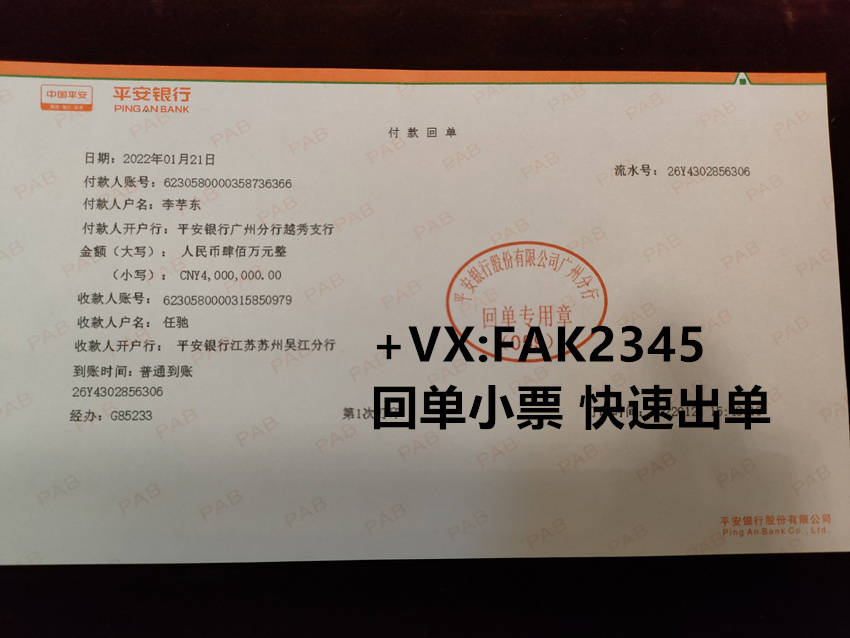 中国平安
平安银行
PING AN BANK
付款回单
日期：2022年01月21日
流水号：26Y4302856306
付款人账号：6230580000358736366
付款人户名：李芓东
付款人开户行：平安银行广州分行越秀支行
金额（大写）：人民币肆佰万元整
（小写）：CNY4,000,000.00
收款人账号：6230580000315850979
收款人户名：任驰
收款人开户行：平安银行江苏苏州吴江分行
到账时间：普通到账
26Y4302856306
经办：G85233
第1次
平安银行股份有限公司广州分行
回单专用章
+VX:FAK2345
回单小票 快速出单
平安银行股份有限公司
Ping An Bank Co., Ltd.
PAB